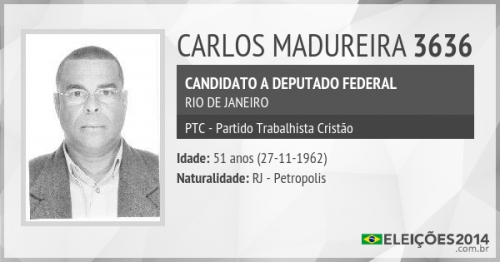 CARLOS MADUREIRA 3636
CANDIDATO A DEPUTADO FEDERAL
RIO DE JANEIRO
PTC - Partido Trabalhista Cristão
Idade: 51 anos (27-11-1962)
Naturalidade: RJ - Petropolis
ELEIÇÕES2014
.com.br